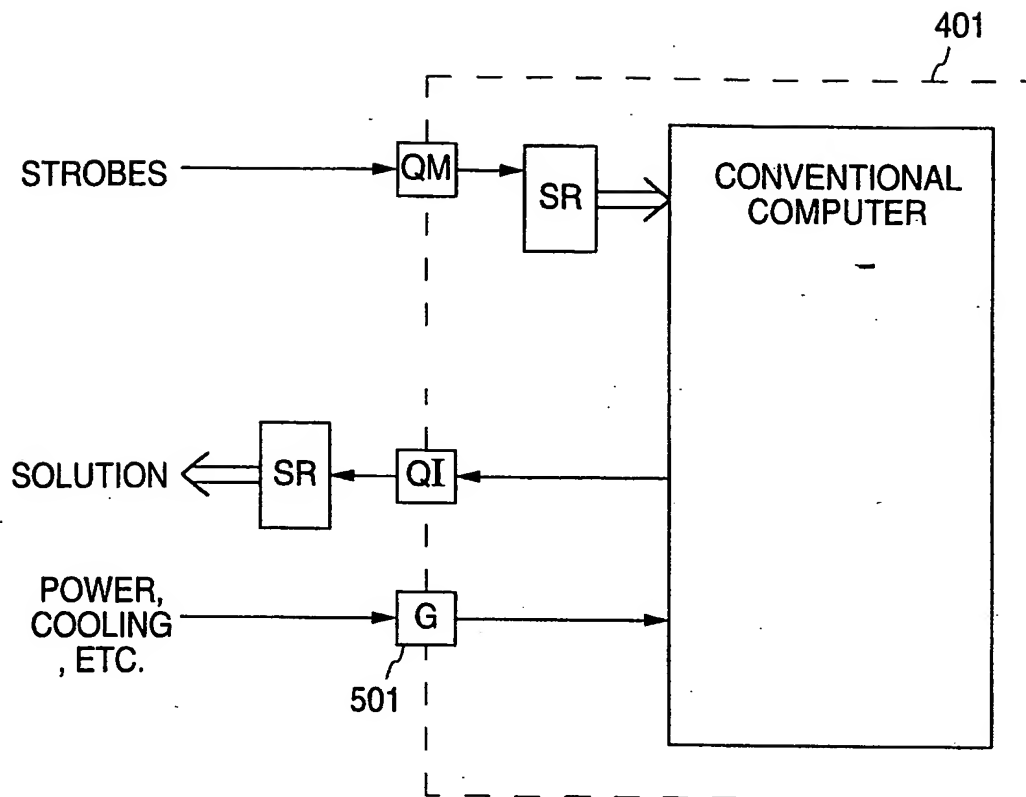 401
STROBES
QM
SR
CONVENTIONAL
COMPUTER
SOLUTION
SR
QI
POWER,
COOLING
, ETC.
G
501